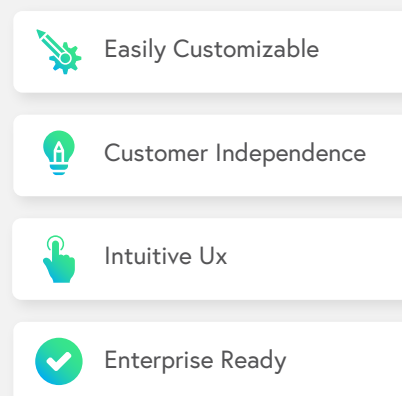 Easily Customizable
Customer Independence
Intuitive Ux
Enterprise Ready